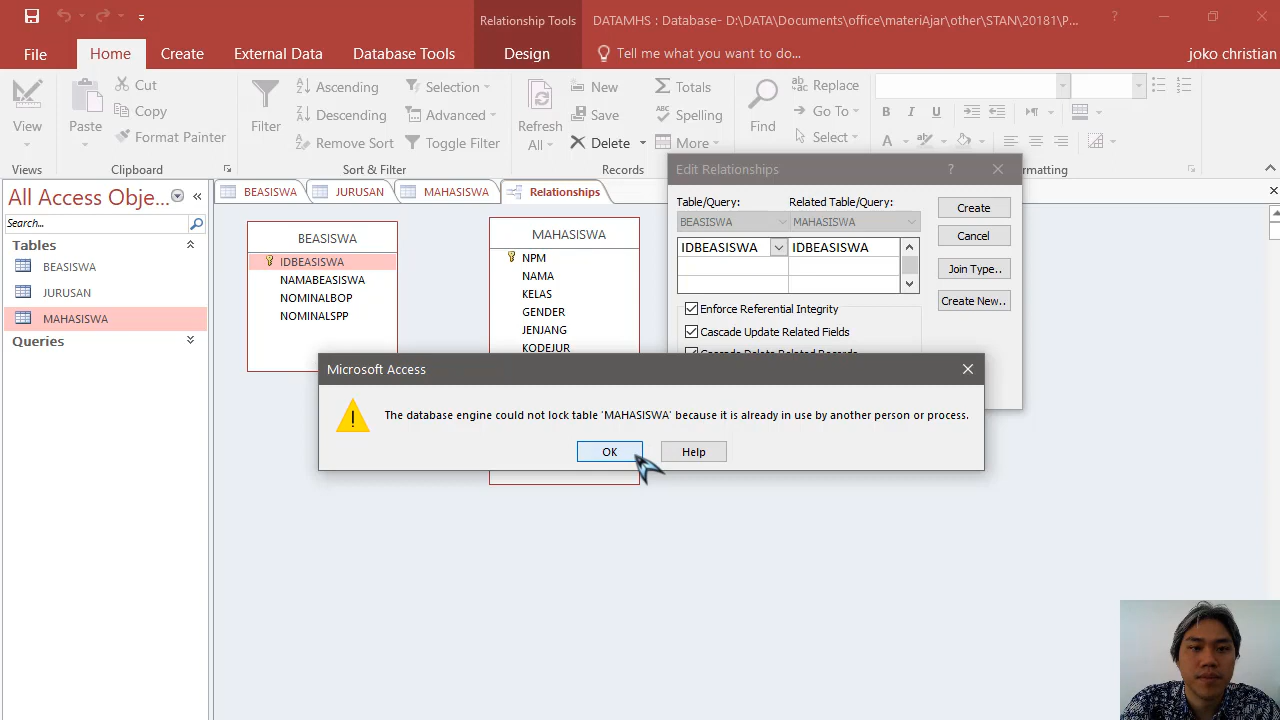 Relationship Tools
DATAMHS : Database- D:\DATA\Documents\office\materiAjar\other\STAN\20181\P...
File
Home
Create
External Data
Database Tools
Design
Tell me what you want to do...
joko christian
View
Views
Paste
Cut
Copy
Format Painter
Clipboard
Filter
Ascending
Descending
Remove Sort
Selection
Advanced
Toggle Filter
Sort & Filter
Refresh
All
New
Save
Delete
Totals
Spelling
More
Records
Find
Replace
Go To
Select
B I U
A
All Access Obje...
Search...
Tables
BEASISWA
JURUSAN
MAHASISWA
Queries
BEASISWA
JURUSAN
MAHASISWA
Relationships
BEASISWA
IDBEASISWA
NAMABEASISWA
NOMINALBOP
NOMINALSPP
MAHASISWA
NPM
NAMA
KELAS
GENDER
JENJANG
KODEJUR
Edit Relationships
Table/Query:
Related Table/Query:
BEASISWA
MAHASISWA
IDBEASISWA
IDBEASISWA
Enforce Referential Integrity
Cascade Update Related Fields
Cascade Delete Related Records
Create
Cancel
Join Type..
Create New..
Microsoft Access
The database engine could not lock table 'MAHASISWA' because it is already in use by another person or process.
OK
Help